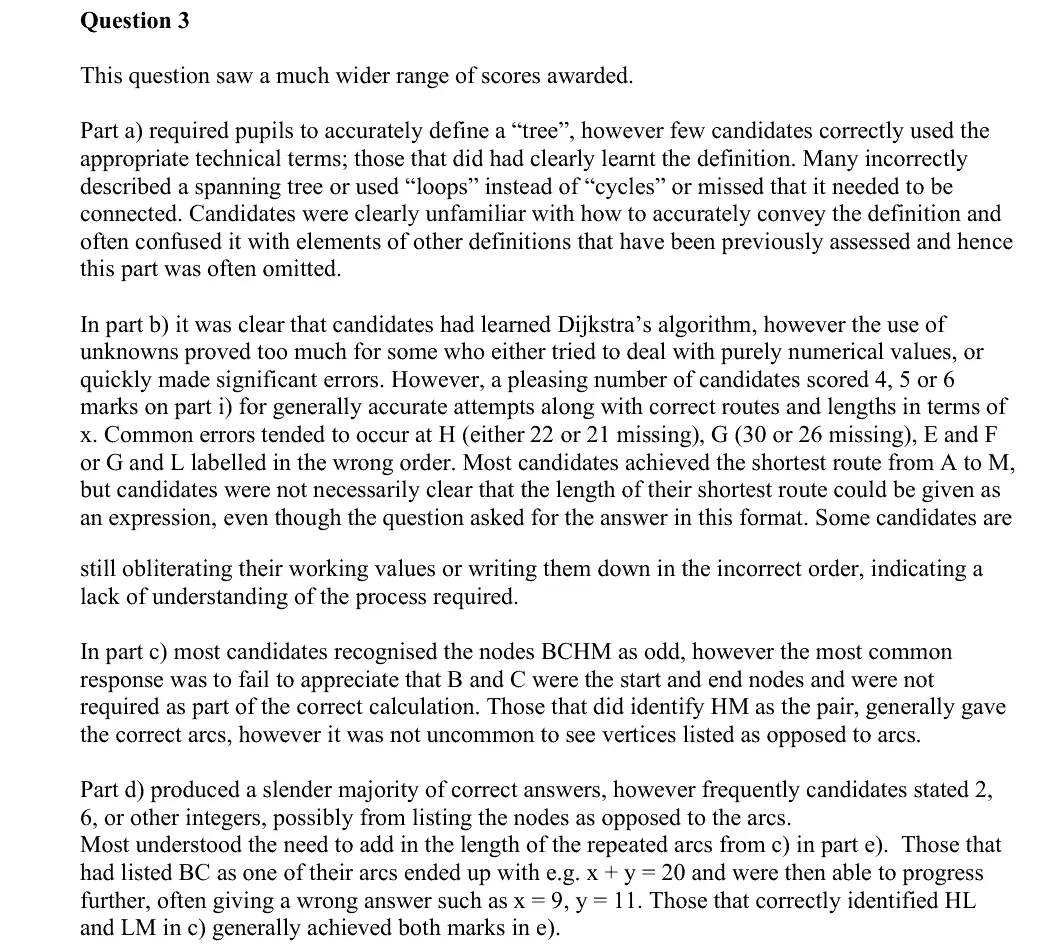 Question 3
This question saw a much wider range of scores awarded.
Part a) required pupils to accurately define a “tree”, however few candidates correctly used the
appropriate technical terms; those that did had clearly learnt the definition. Many incorrectly
described a spanning tree or used “loops” instead of “cycles” or missed that it needed to be
connected. Candidates were clearly unfamiliar with how to accurately convey the definition and
often confused it with elements of other definitions that have been previously assessed and hence
this part was often omitted.
In part b) it was clear that candidates had learned Dijkstra’s algorithm, however the use of
unknowns proved too much for some who either tried to deal with purely numerical values, or
quickly made significant errors. However, a pleasing number of candidates scored 4, 5 or 6
marks on part i) for generally accurate attempts along with correct routes and lengths in terms of
x. Common errors tended to occur at H (either 22 or 21 missing), G (30 or 26 missing), E and F
or G and L labelled in the wrong order. Most candidates achieved the shortest route from A to M,
but candidates were not necessarily clear that the length of their shortest route could be given as
an expression, even though the question asked for the answer in this format. Some candidates are
still obliterating their working values or writing them down in the incorrect order, indicating a
lack of understanding of the process required.
In part c) most candidates recognised the nodes BCHM as odd, however the most common
response was to fail to appreciate that B and C were the start and end nodes and were not
required as part of the correct calculation. Those that did identify HM as the pair, generally gave
the correct arcs, however it was not uncommon to see vertices listed as opposed to arcs.
Part d) produced a slender majority of correct answers, however frequently candidates stated 2,
6, or other integers, possibly from listing the nodes as opposed to the arcs.
Most understood the need to add in the length of the repeated arcs from c) in part e).  Those that
had listed BC as one of their arcs ended up with e.g. x + y = 20 and were then able to progress
further, often giving a wrong answer such as x = 9, y = 11. Those that correctly identified HL
and LM in c) generally achieved both marks in e).